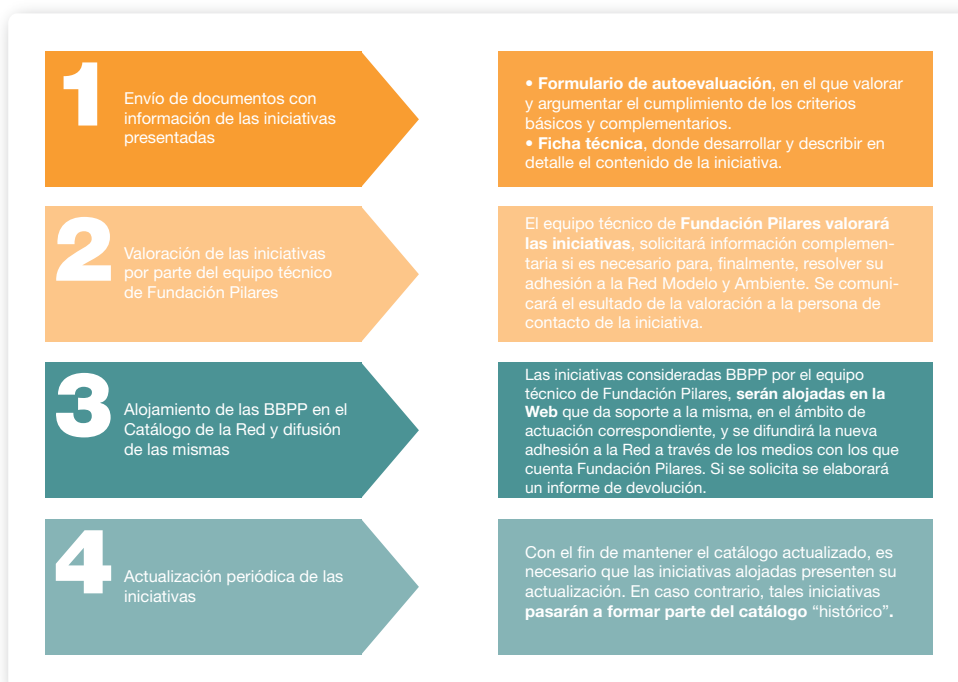 1
Envío de documentos con
información de las iniciativas
presentadas
• Formulario de autoevaluación, en el que valorar
y argumentar el cumplimiento de los criterios
básicos y complementarios.
• Ficha técnica, donde desarrollar y describir en
detalle el contenido de la iniciativa.
2
Valoración de las iniciativas
por parte del equipo técnico
de Fundación Pilares
El equipo técnico de Fundación Pilares valorará
las iniciativas, solicitará información complemen-
taria si es necesario para, finalmente, resolver su
adhesión a la Red Modelo y Ambiente. Se comuni-
cará el esultado de la valoración a la persona de
contacto de la iniciativa.
3
Alojamiento de las BBPP en el
Catálogo de la Red y difusión
de las mismas
Las iniciativas consideradas BBPP por el equipo
técnico de Fundación Pilares, serán alojadas en la
Web que da soporte a la misma, en el ámbito de
actuación correspondiente, y se difundirá la nueva
adhesión a la Red a través de los medios con los que
cuenta Fundación Pilares. Si se solicita se elaborará
un informe de devolución.
4
Actualización periódica de las
iniciativas
Con el fin de mantener el catálogo actualizado, es
necesario que las iniciativas alojadas presenten su
actualización. En caso contrario, tales iniciativas
pasarán a formar parte del catálogo “histórico”.